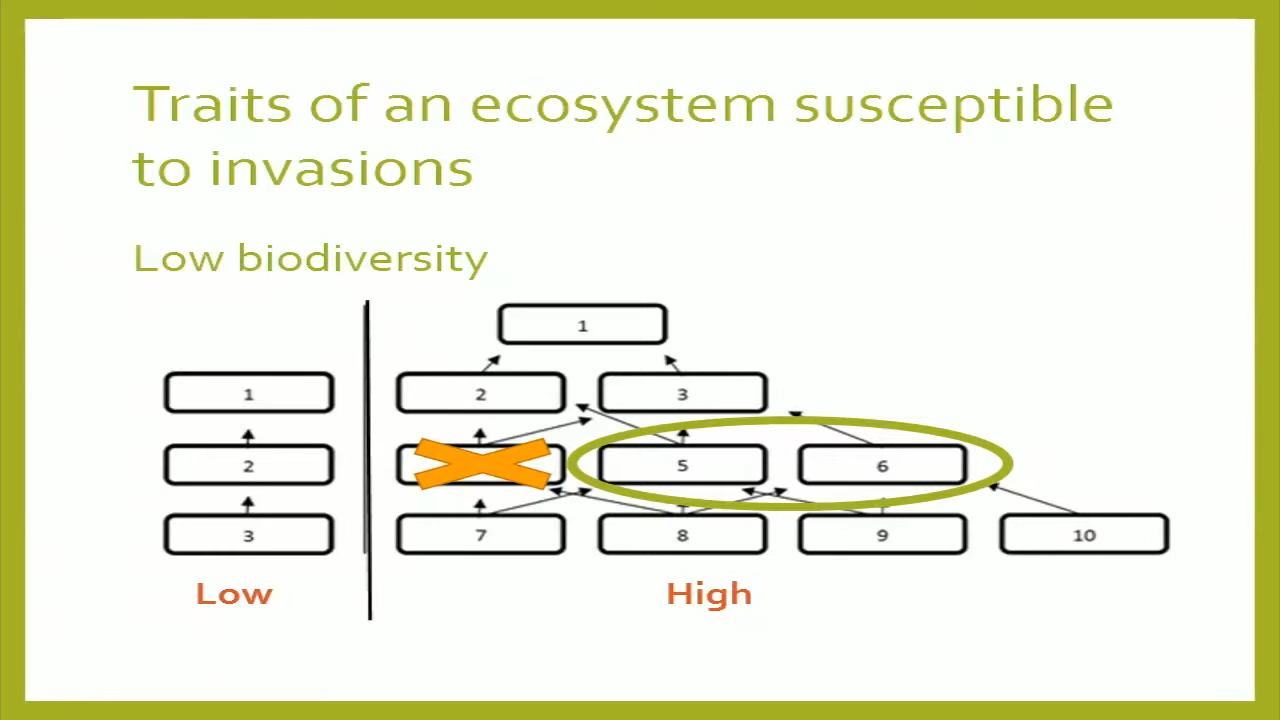 Traits of an ecosystem susceptible
to invasions
Low biodiversity
1
1
2
3
2
5
6
3
7
8
9
10
Low
High